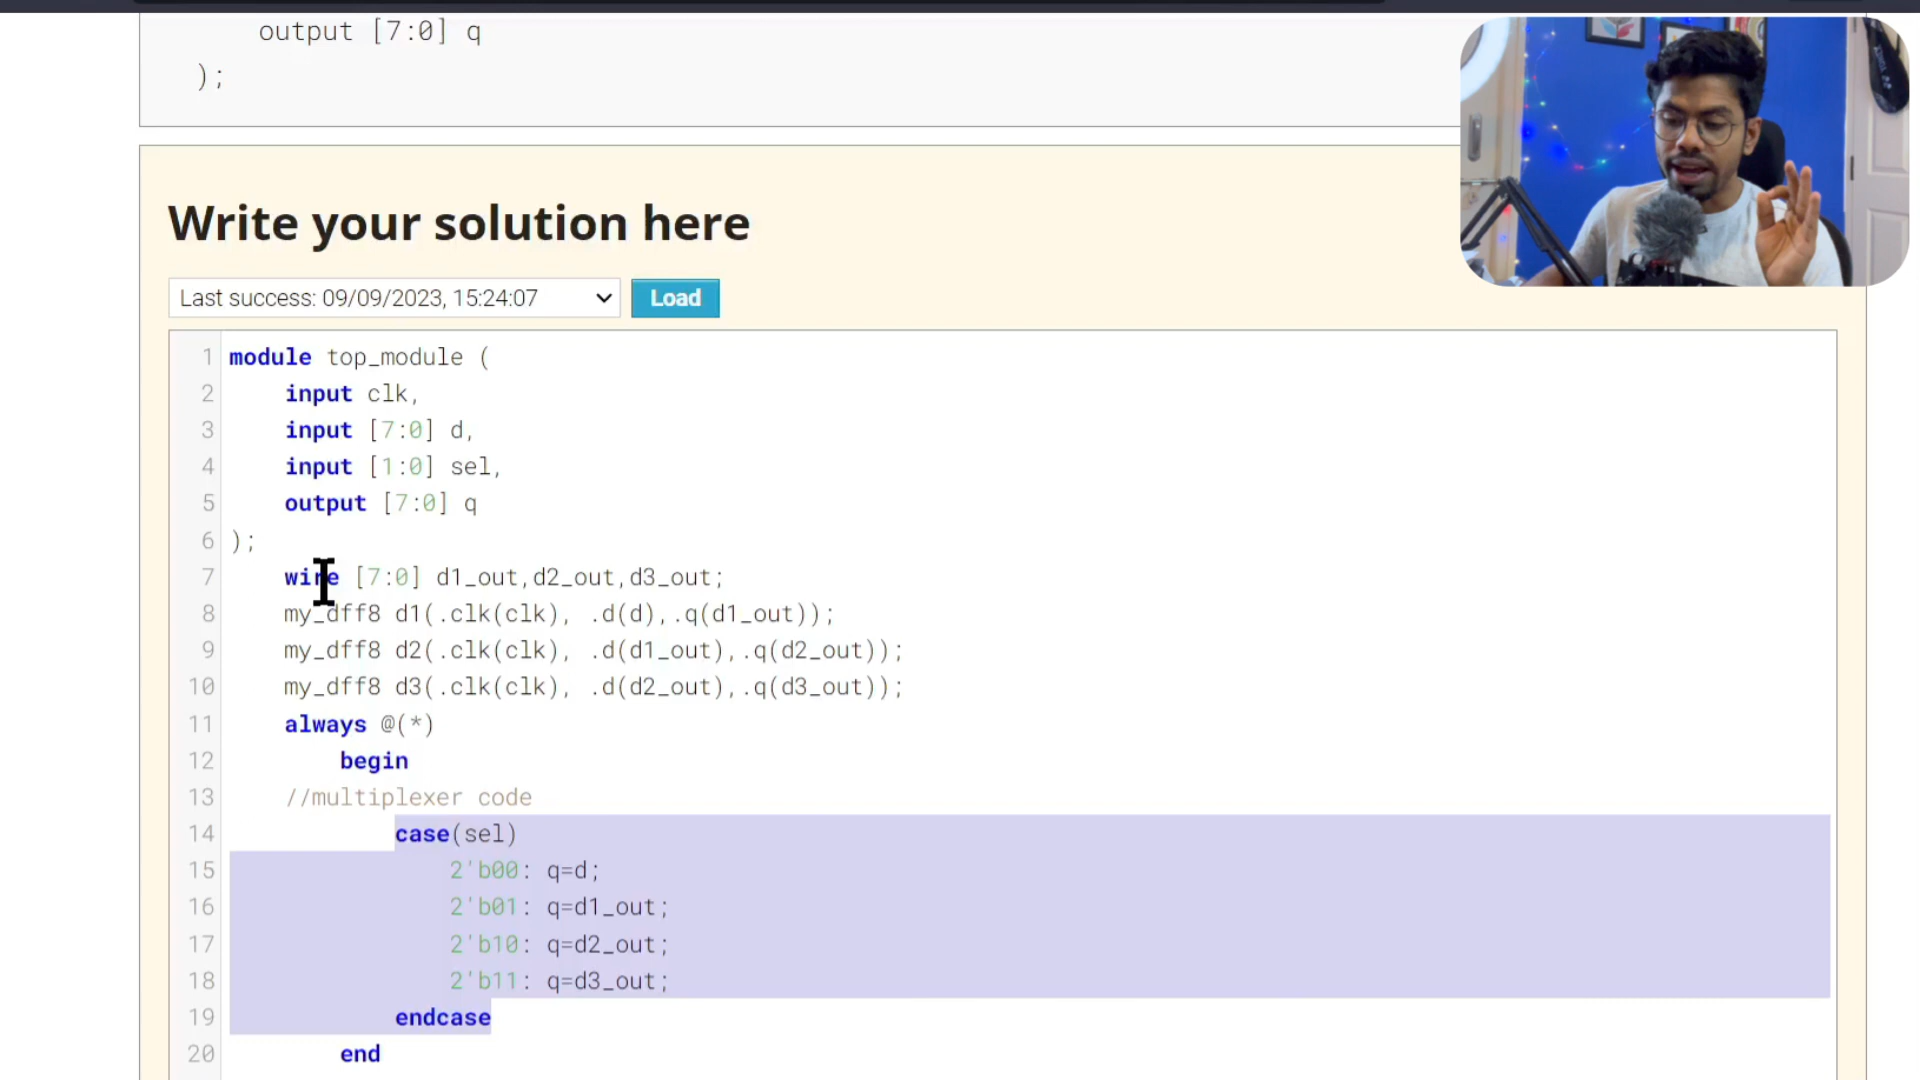 output [7:0] q
);
Write your solution here
Last success: 09/09/2023, 15:24:07
Load
1 module top_module (
2 input clk,
3 input [7:0] d,
4 input [1:0] sel,
5 output [7:0] q
6 );
7 wire [7:0] d1_out,d2_out,d3_out;
8 my_dff8 d1(.clk(clk), .d(d),.q(d1_out));
9 my_dff8 d2(.clk(clk), .d(d1_out),.q(d2_out));
10 my_dff8 d3(.clk(clk), .d(d2_out),.q(d3_out));
11 always @(*)
12 begin
13 //multiplexer code
14 case(sel)
15 2'b00: q=d;
16 2'b01: q=d1_out;
17 2'b10: q=d2_out;
18 2'b11: q=d3_out;
19 endcase
20 end